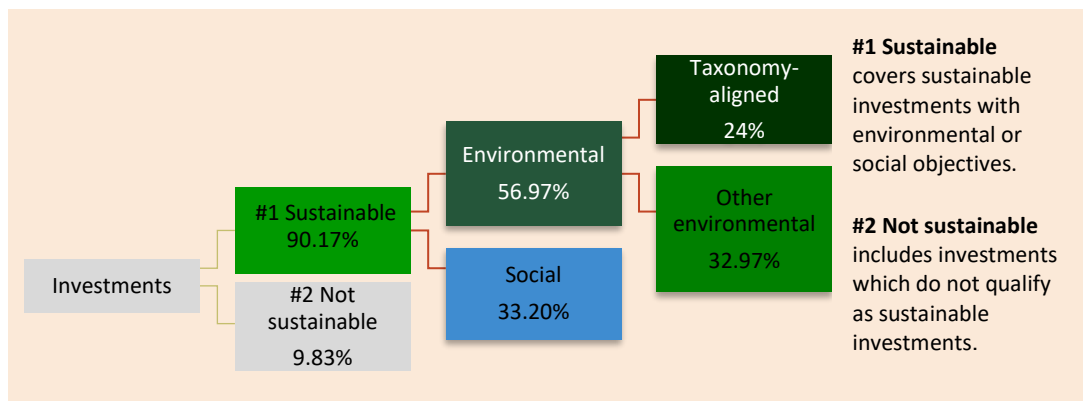 Investments
#1 Sustainable
90.17%
#2 Not
sustainable
9.83%
Environmental
56.97%
Social
33.20%
Taxonomy-
aligned
24%
Other
environmental
32.97%
#1 Sustainable
covers sustainable
investments with
environmental or
social objectives.
#2 Not sustainable
includes investments
which do not qualify
as sustainable
investments.